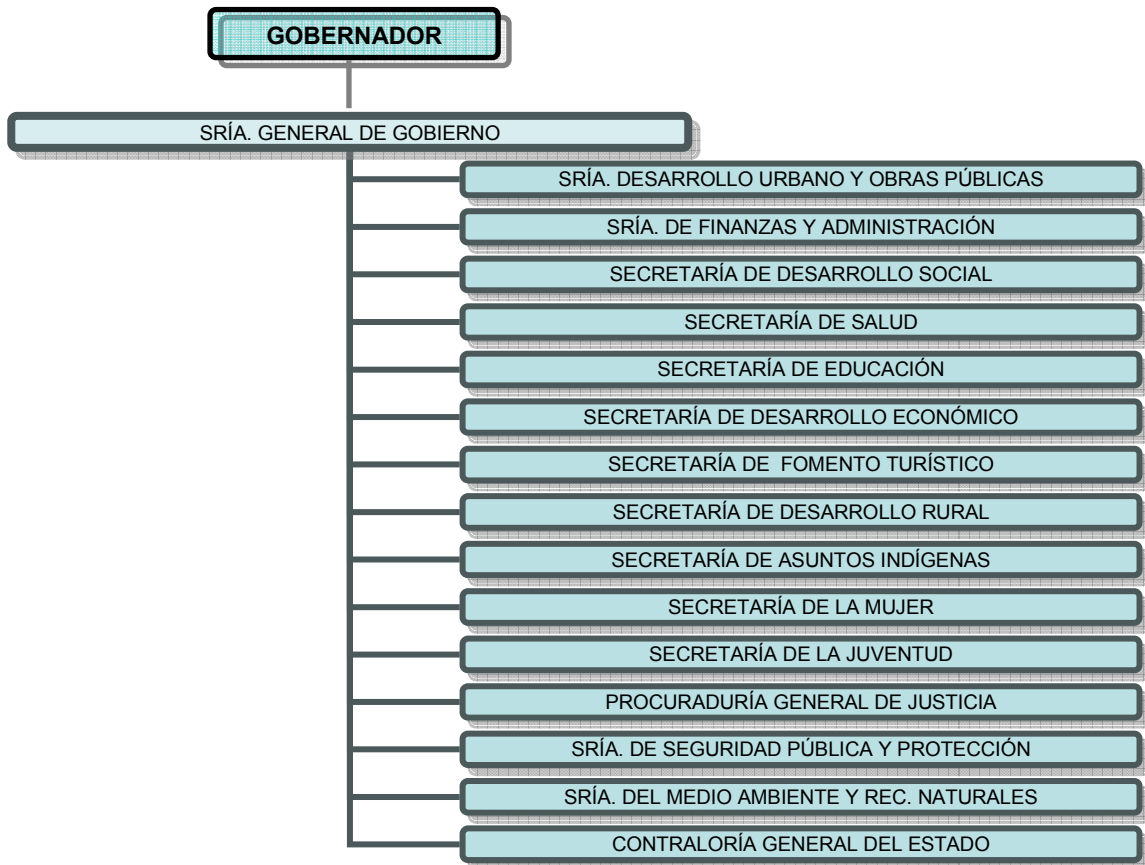 GOBERNADOR
SRÍA. GENERAL DE GOBIERNO
SRÍA. DESARROLLO URBANO Y OBRAS PÚBLICAS
SRÍA. DE FINANZAS Y ADMINISTRACIÓN
SECRETARÍA DE DESARROLLO SOCIAL
SECRETARÍA DE SALUD
SECRETARÍA DE EDUCACIÓN
SECRETARÍA DE DESARROLLO ECONÓMICO
SECRETARÍA DE FOMENTO TURÍSTICO
SECRETARÍA DE DESARROLLO RURAL
SECRETARÍA DE ASUNTOS INDÍGENAS
SECRETARÍA DE LA MUJER
SECRETARÍA DE LA JUVENTUD
PROCURADURÍA GENERAL DE JUSTICIA
SRÍA. DE SEGURIDAD PÚBLICA Y PROTECCIÓN
SRÍA. DEL MEDIO AMBIENTE Y REC. NATURALES
CONTRALORÍA GENERAL DEL ESTADO